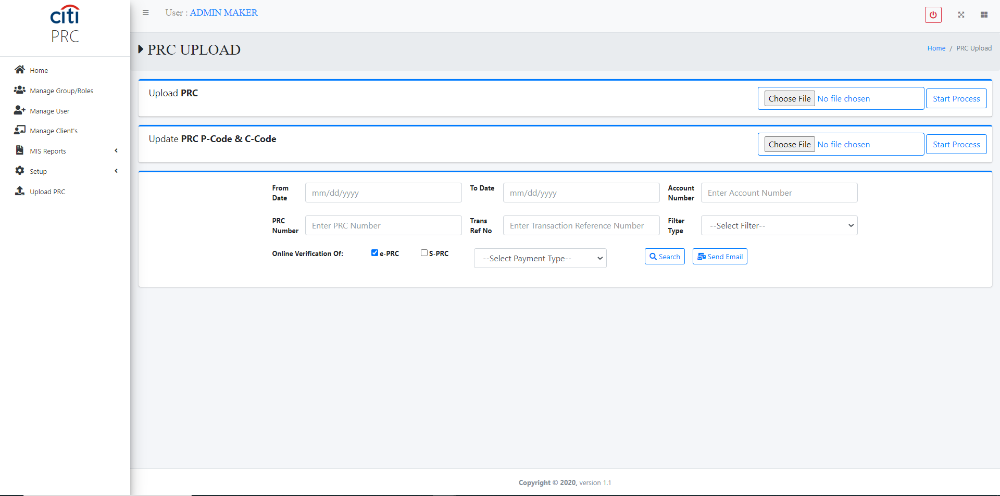 citi
PRC
Home
Manage Group/Roles
Manage User
Manage Client's
MIS Reports
Setup
Upload PRC
User : ADMIN MAKER
PRC UPLOAD
Home / PRC Upload
Upload PRC
Choose File No file chosen
Start Process
Update PRC P-Code & C-Code
Choose File No file chosen
Start Process
From
Date
mm/dd/yyyy
To Date
mm/dd/yyyy
Account
Number
Enter Account Number
PRC
Number
Enter PRC Number
Trans
Ref No
Enter Transaction Reference Number
Filter
Type
--Select Filter--
Online Verification Of:
e-PRC
S-PRC
--Select Payment Type--
Search
Send Email
Copyright © 2020, version 1.1